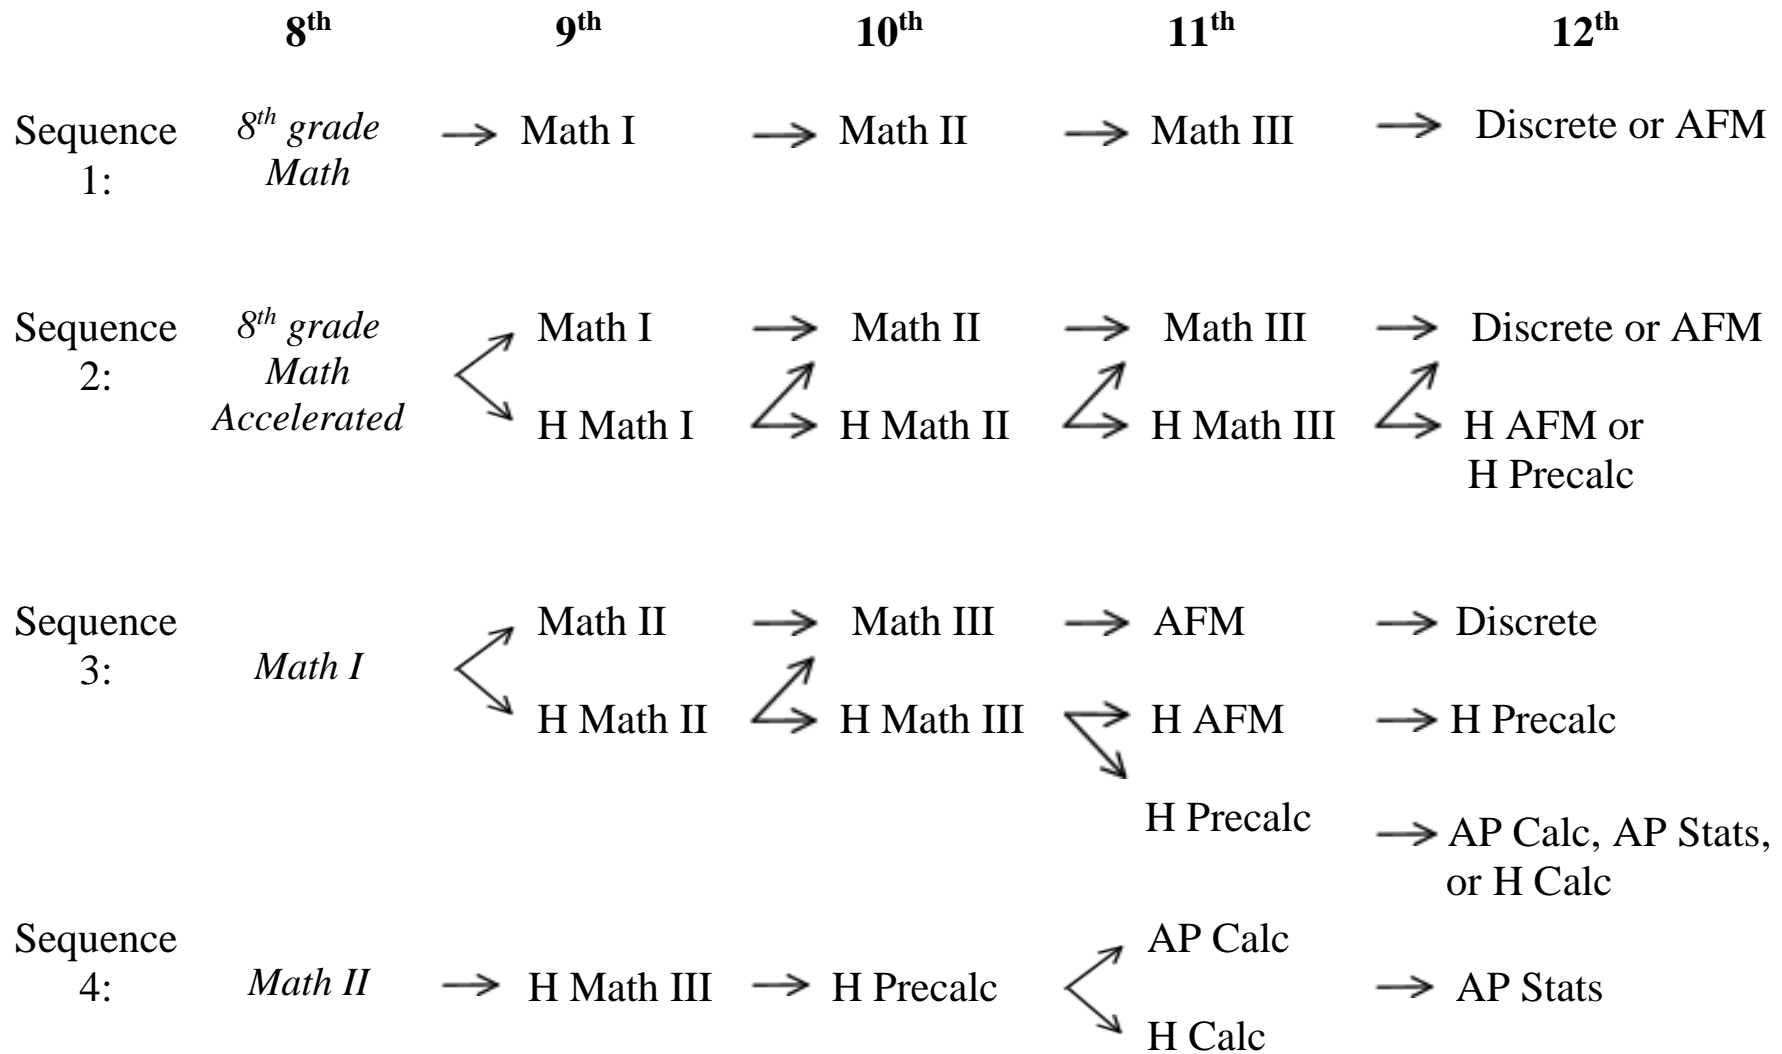 8th 9th 10th 11th 12th
Sequence 1: 8th grade Math → Math I → Math II → Math III → Discrete or AFM
Sequence 2: 8th grade Math Accelerated
Math I → Math II → Math III → Discrete or AFM
H Math I → H Math II → H Math III → H AFM or
H Precalc
Sequence 3: Math I
Math II → Math III → AFM → Discrete
H Math II → H Math III → H AFM → H Precalc
H Precalc → AP Calc, AP Stats,
or H Calc
Sequence 4: Math II → H Math III → H Precalc
AP Calc
→ AP Stats
H Calc